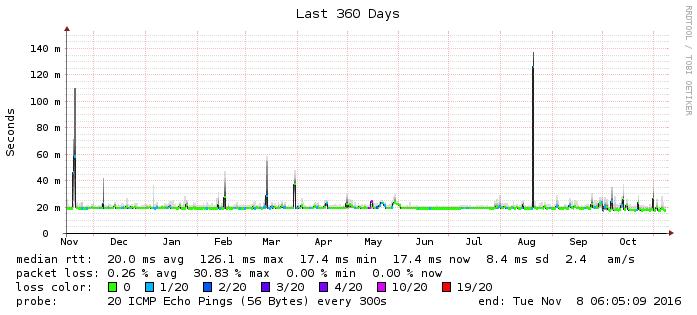 Last 360 Days
RRDTOOL / TOBI OETIKER
Seconds
140 m
120 m
100 m
80 m
60 m
40 m
20 m
0
Nov Dec Jan Feb Mar Apr May Jun Jul Aug Sep Oct
median rtt: 20.0 ms avg 126.1 ms max 17.4 ms min 17.4 ms now 8.4 ms sd 2.4 am/s
packet loss: 0.26 % avg 30.83 % max 0.00 % min 0.00 % now
loss color: 0 1/20 2/20 3/20 4/20 10/20 19/20
probe: 20 ICMP Echo Pings (56 Bytes) every 300s end: Tue Nov 8 06:05:09 2016